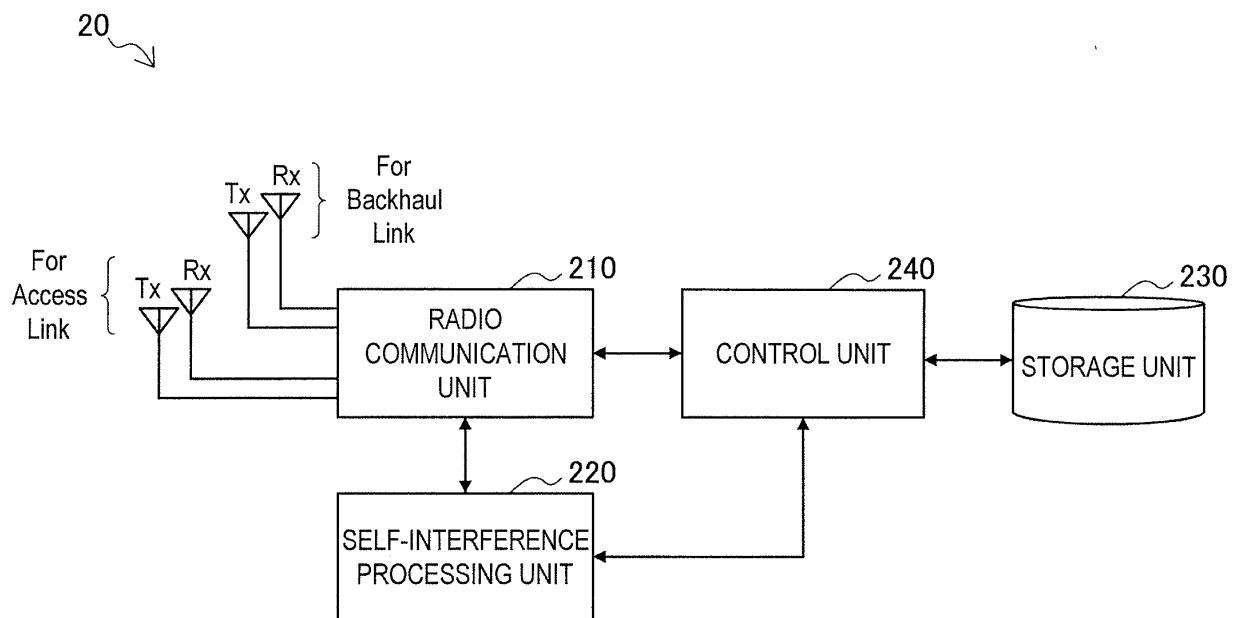 20
For
Backhaul
Link
Tx
Rx
For
Access
Link
Tx
Rx
210
RADIO
COMMUNICATION
UNIT
240
CONTROL UNIT
230
STORAGE UNIT
220
SELF-INTERFERENCE
PROCESSING UNIT